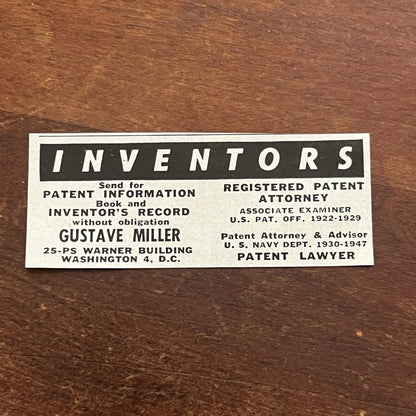 INVENTORS
Send for
PATENT INFORMATION
Book and
INVENTOR'S RECORD
without obligation
GUSTAVE MILLER
25-PS WARNER BUILDING
WASHINGTON 4, D.C.
REGISTERED PATENT
ATTORNEY
ASSOCIATE EXAMINER
U.S. PAT. OFF. 1922-1929
Patent Attorney & Advisor
U. S. NAVY DEPT. 1930-1947
PATENT LAWYER